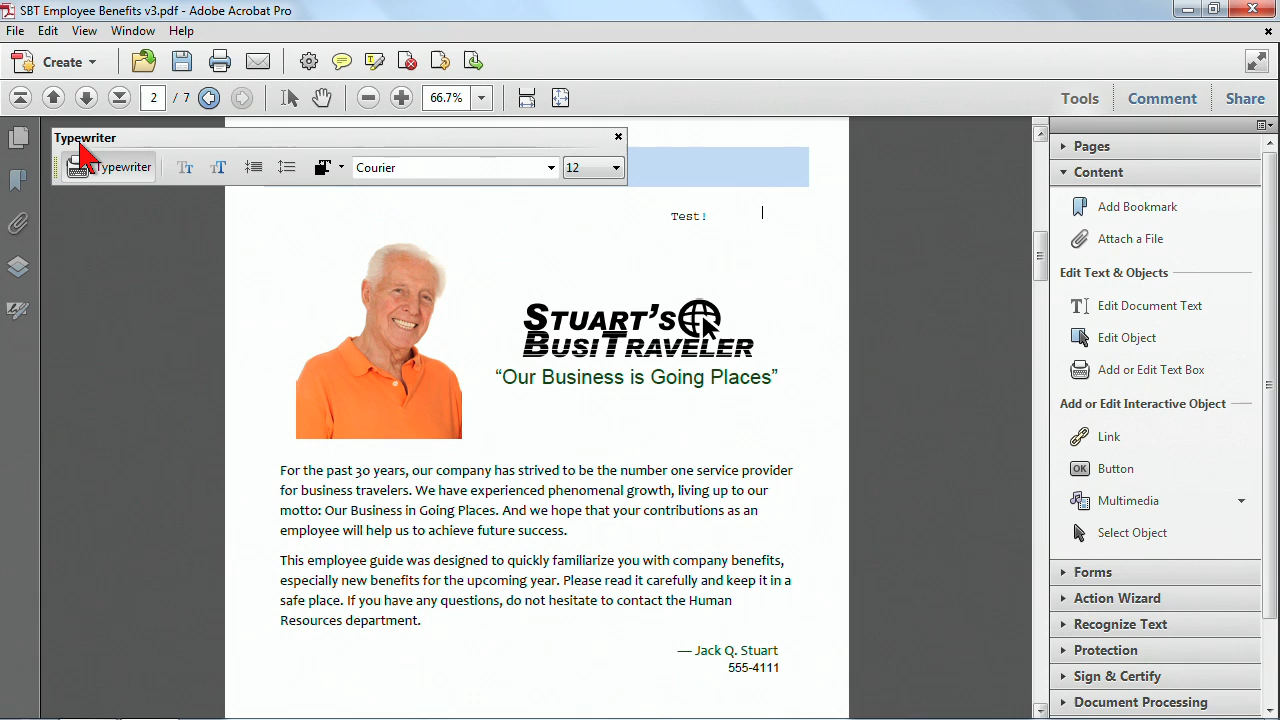 SBT Employee Benefits v3.pdf - Adobe Acrobat Pro
File Edit View Window Help
Create
2 / 7 66.7% Tools Comment Share
Typewriter
Typewriter Courier 12
Test!
STUART'S
BUSITRAVELER
“Our Business is Going Places”
For the past 30 years, our company has strived to be the number one service provider
for business travelers. We have experienced phenomenal growth, living up to our
motto: Our Business in Going Places. And we hope that your contributions as an
employee will help us to achieve future success.
This employee guide was designed to quickly familiarize you with company benefits,
especially new benefits for the upcoming year. Please read it carefully and keep it in a
safe place. If you have any questions, do not hesitate to contact the Human
Resources department.
— Jack Q. Stuart
555-4111
Pages
Content
Add Bookmark
Attach a File
Edit Text & Objects
Edit Document Text
Edit Object
Add or Edit Text Box
Add or Edit Interactive Object
Link
OK Button
Multimedia
Select Object
Forms
Action Wizard
Recognize Text
Protection
Sign & Certify
Document Processing